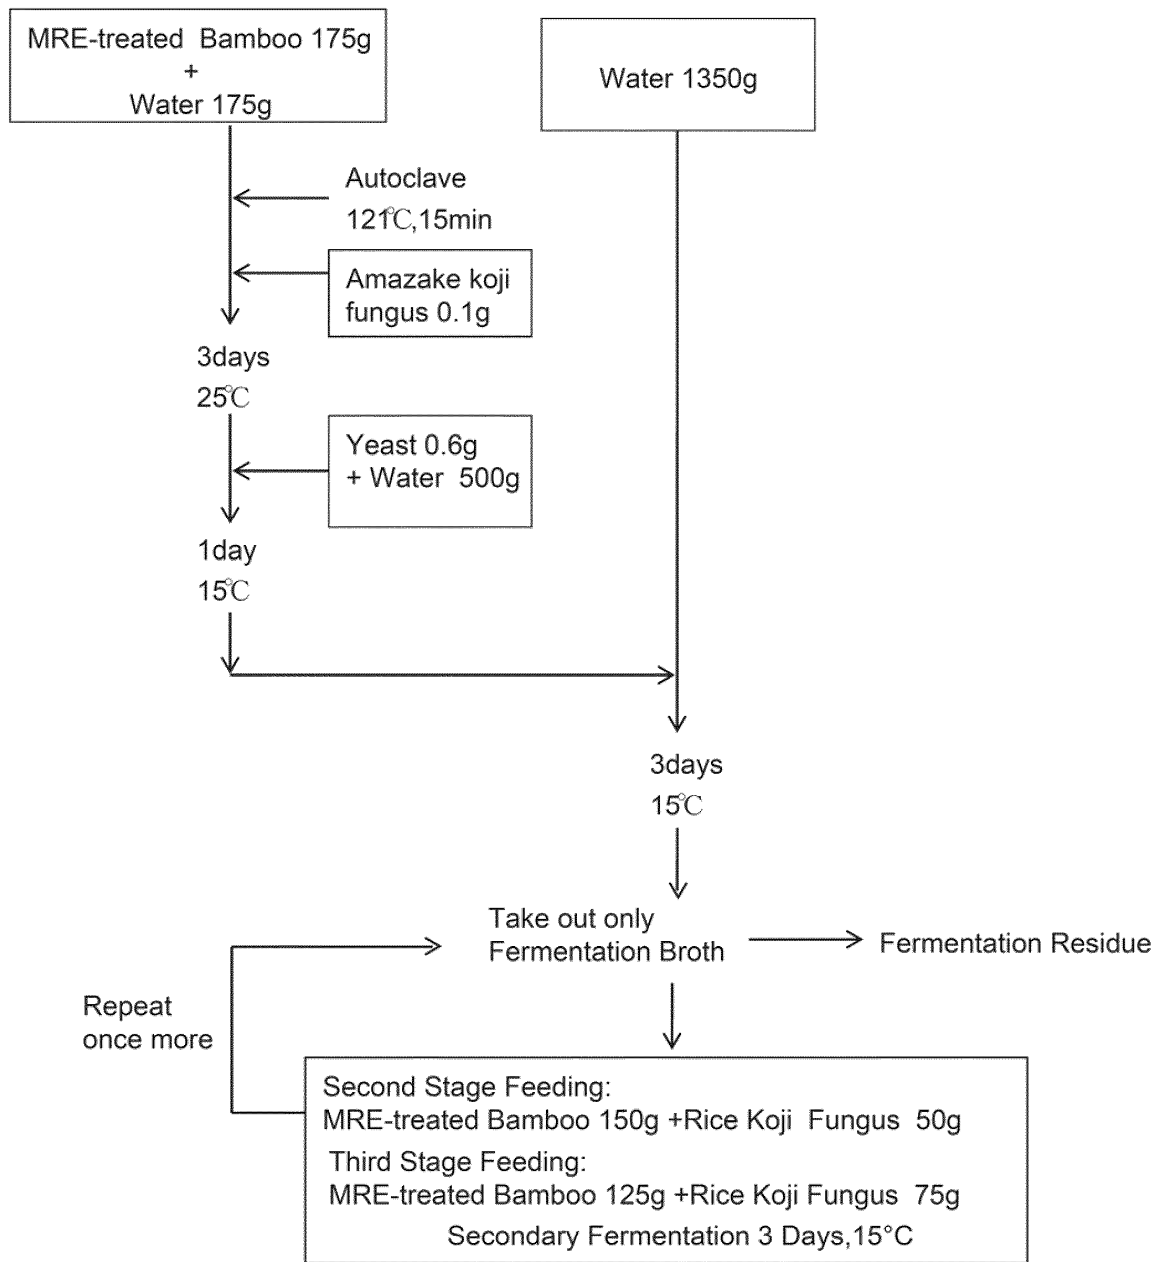 MRE-treated Bamboo 175g
+
Water 175g
Water 1350g
Autoclave
121℃,15min
Amazake koji
fungus 0.1g
3days
25℃
Yeast 0.6g
+ Water 500g
1day
15℃
3days
15℃
Take out only
Fermentation Broth
Fermentation Residue
Repeat
once more
Second Stage Feeding:
MRE-treated Bamboo 150g +Rice Koji Fungus 50g
Third Stage Feeding:
MRE-treated Bamboo 125g +Rice Koji Fungus 75g
Secondary Fermentation 3 Days,15°C